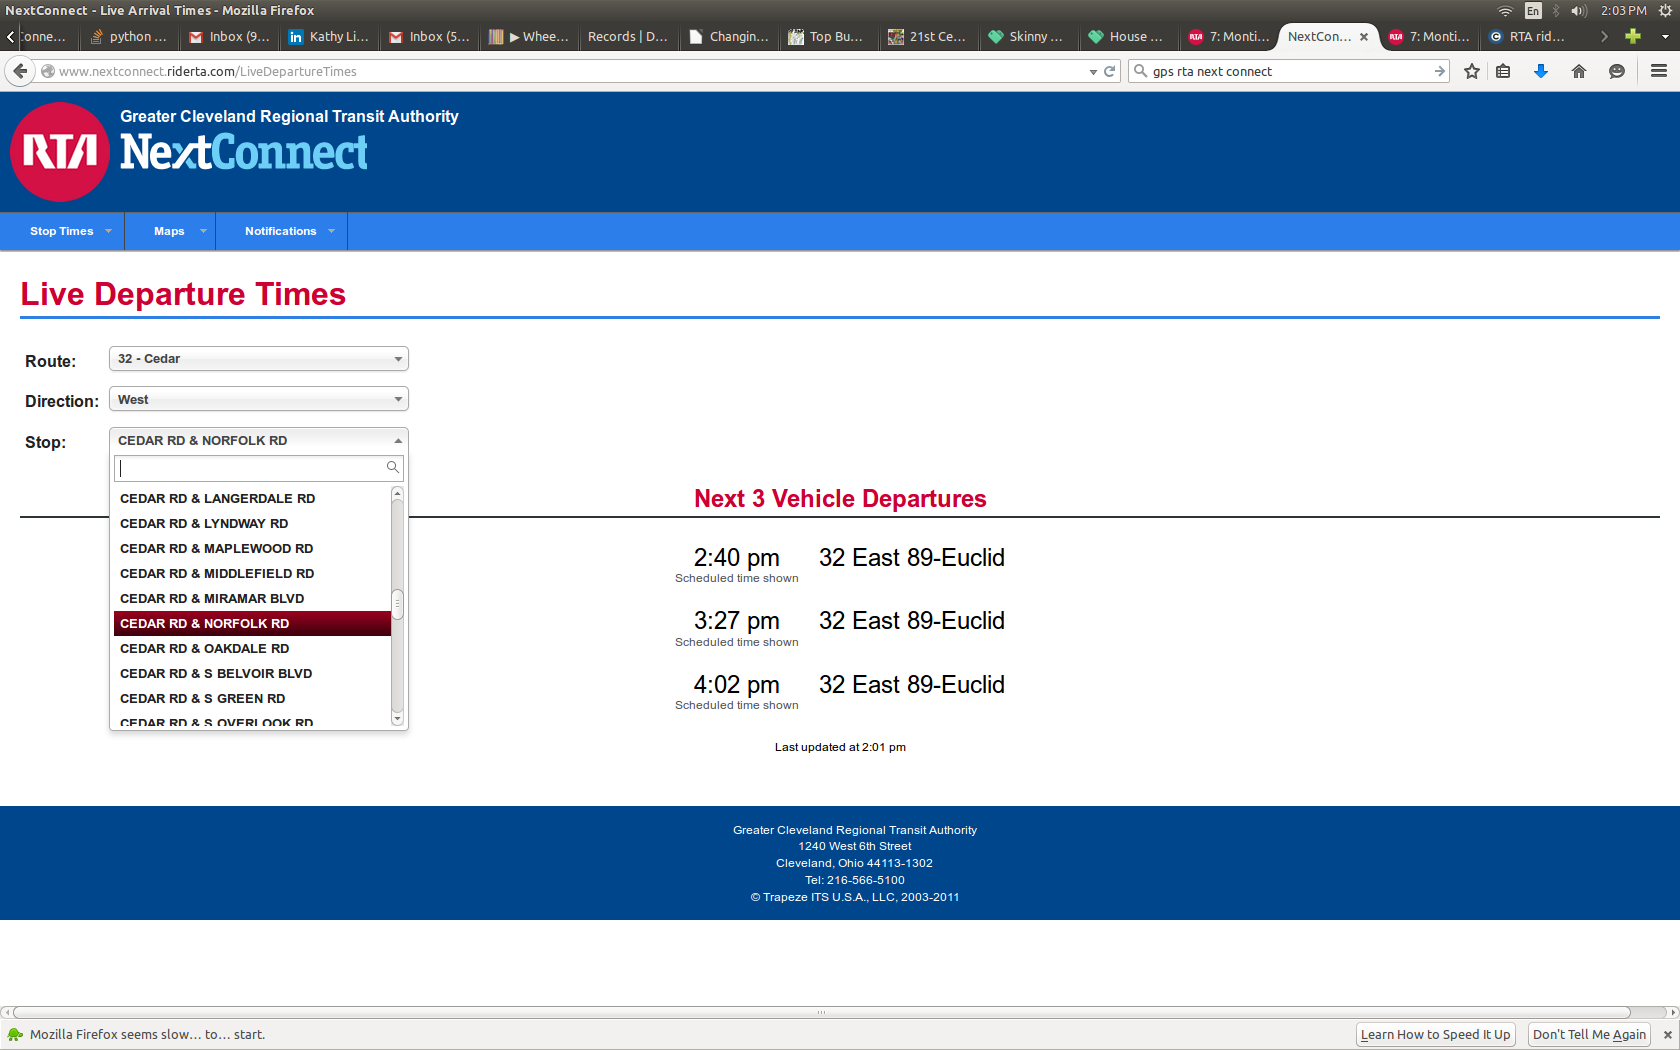 NextConnect - Live Arrival Times - Mozilla Firefox
En
2:03 PM
:onne...
python ...
Inbox (9...
Kathy Li...
Inbox (5...
▶ Whee...
Records | D...
Changin...
Top Bu...
21st Ce...
Skinny ...
House ...
7: Monti...
NextCon...
7: Monti...
RTA rid...
www.nextconnect.riderta.com/LiveDepartureTimes
gps rta next connect
RTA
Greater Cleveland Regional Transit Authority
NextConnect
Stop Times
Maps
Notifications
Live Departure Times
Route:
32 - Cedar
Direction:
West
Stop:
CEDAR RD & NORFOLK RD
CEDAR RD & LANGERDALE RD
CEDAR RD & LYNDWAY RD
CEDAR RD & MAPLEWOOD RD
CEDAR RD & MIDDLEFIELD RD
CEDAR RD & MIRAMAR BLVD
CEDAR RD & NORFOLK RD
CEDAR RD & OAKDALE RD
CEDAR RD & S BELVOIR BLVD
CEDAR RD & S GREEN RD
CEDAR RD & S OVERLOOK RD
Next 3 Vehicle Departures
2:40 pm 32 East 89-Euclid
Scheduled time shown
3:27 pm 32 East 89-Euclid
Scheduled time shown
4:02 pm 32 East 89-Euclid
Scheduled time shown
Last updated at 2:01 pm
Greater Cleveland Regional Transit Authority
1240 West 6th Street
Cleveland, Ohio 44113-1302
Tel: 216-566-5100
© Trapeze ITS U.S.A., LLC, 2003-2011
Mozilla Firefox seems slow... to... start.
Learn How to Speed It Up
Don't Tell Me Again